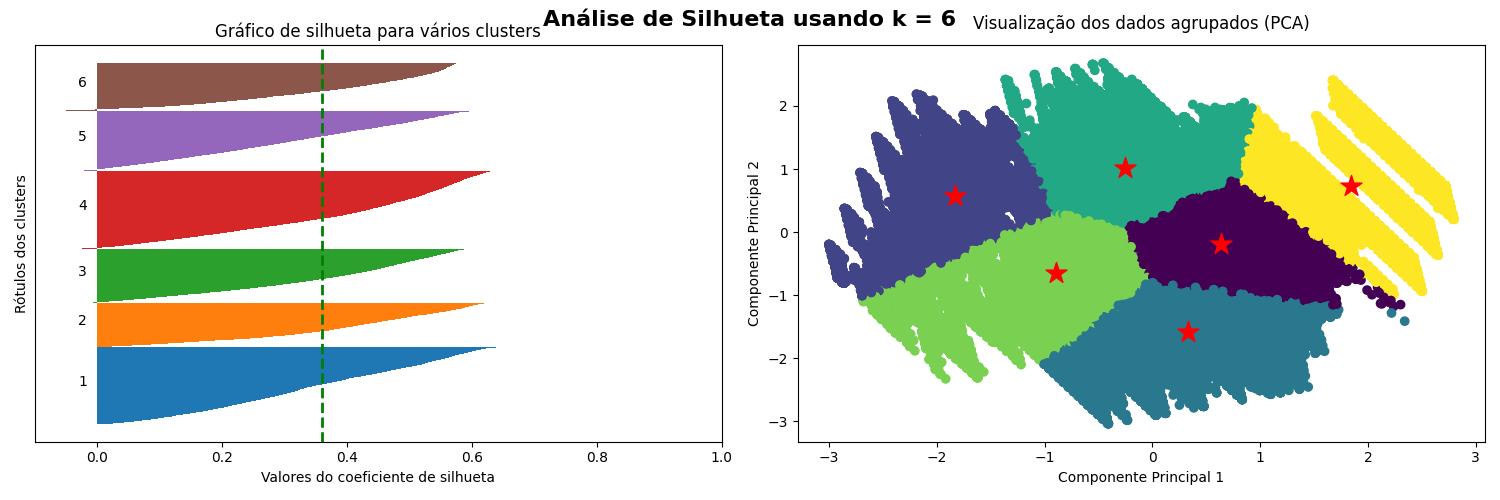 Análise de Silhueta usando k = 6
Gráfico de silhueta para vários clusters
6
5
4
3
2
1
Rótulos dos clusters
0.0 0.2 0.4 0.6 0.8 1.0
Valores do coeficiente de silhueta
Visualização dos dados agrupados (PCA)
2
1
0
−1
−2
−3
Componente Principal 2
−3 −2 −1 0 1 2 3
Componente Principal 1